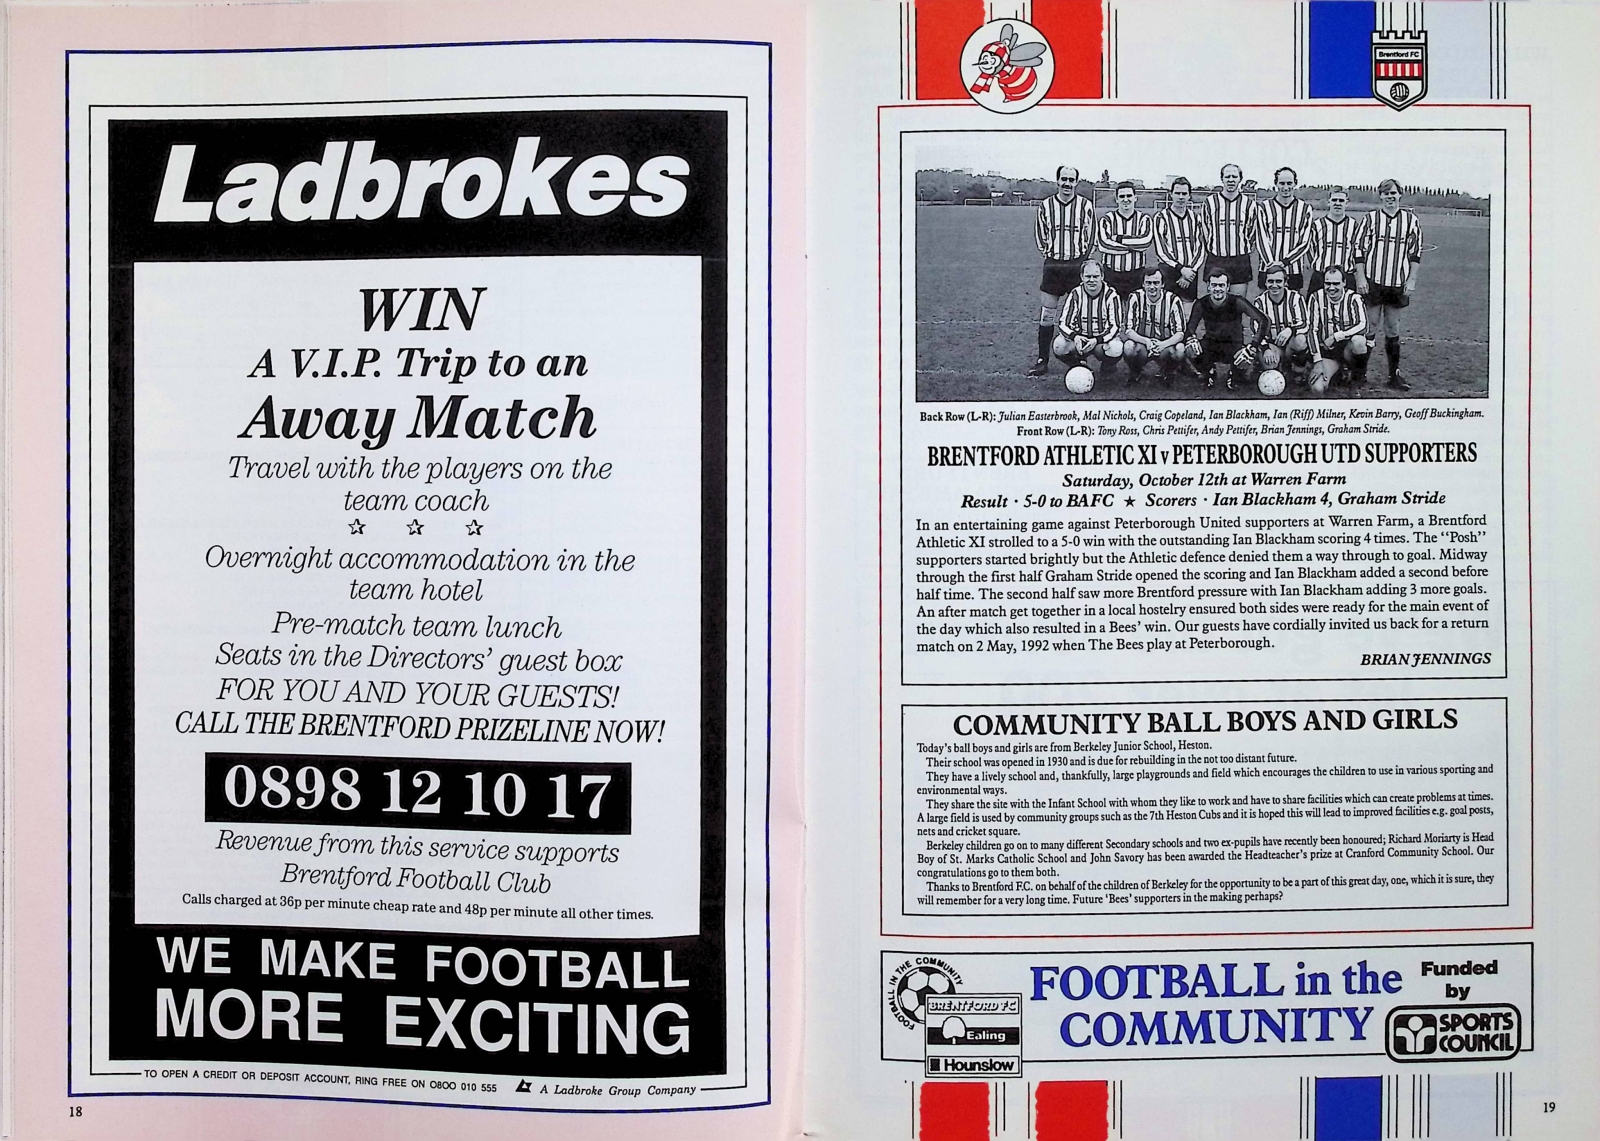 Ladbrokes
WIN
A V.I.P. Trip to an
Away Match
Travel with the players on the
team coach
Overnight accommodation in the
team hotel
Pre-match team lunch
Seats in the Directors' guest box
FOR YOU AND YOUR GUESTS!
CALL THE BRENTFORD PRIZELINE NOW!
0898 12 10 17
Revenue from this service supports
Brentford Football Club
Calls charged at 36p per minute cheap rate and 48p per minute all other times.
WE MAKE FOOTBALL
MORE EXCITING
TO OPEN A CREDIT OR DEPOSIT ACCOUNT, RING FREE ON 0800 010 555 A Ladbroke Group Company
18
Brentford FC
Back Row (L-R): Julian Easterbrook, Mal Nichols, Craig Copeland, Ian Blackham, Ian (Riff) Milner, Kevin Barry, Geoff Buckingham.
Front Row (L-R): Tony Ross, Chris Pettifer, Andy Pettifer, Brian Jennings, Graham Stride.
BRENTFORD ATHLETIC XI v PETERBOROUGH UTD SUPPORTERS
Saturday, October 12th at Warren Farm
Result · 5-0 to BAFC ★ Scorers · Ian Blackham 4, Graham Stride
In an entertaining game against Peterborough United supporters at Warren Farm, a Brentford
Athletic XI strolled to a 5-0 win with the outstanding Ian Blackham scoring 4 times. The "Posh"
supporters started brightly but the Athletic defence denied them a way through to goal. Midway
through the first half Graham Stride opened the scoring and Ian Blackham added a second before
half time. The second half saw more Brentford pressure with Ian Blackham adding 3 more goals.
An after match get together in a local hostelry ensured both sides were ready for the main event of
the day which also resulted in a Bees' win. Our guests have cordially invited us back for a return
match on 2 May, 1992 when The Bees play at Peterborough.
BRIAN JENNINGS
COMMUNITY BALL BOYS AND GIRLS
Today's ball boys and girls are from Berkeley Junior School, Heston.
Their school was opened in 1930 and is due for rebuilding in the not too distant future.
They have a lively school and, thankfully, large playgrounds and field which encourages the children to use in various sporting and
environmental ways.
They share the site with the Infant School with whom they like to work and have to share facilities which can create problems at times.
A large field is used by community groups such as the 7th Heston Cubs and it is hoped this will lead to improved facilities e.g. goal posts,
nets and cricket square.
Berkeley children go on to many different Secondary schools and two ex-pupils have recently been honoured; Richard Moriarty is Head
Boy of St. Marks Catholic School and John Savory has been awarded the Headteacher's prize at Cranford Community School. Our
congratulations go to them both.
Thanks to Brentford F.C. on behalf of the children of Berkeley for the opportunity to be a part of this great day, one, which it is sure, they
will remember for a very long time. Future 'Bees' supporters in the making perhaps?
FOOTBALL IN THE COMMUNITY
BRENTFORD FC
Ealing
Hounslow
FOOTBALL in the
COMMUNITY
Funded
by
SPORTS
COUNCIL
19